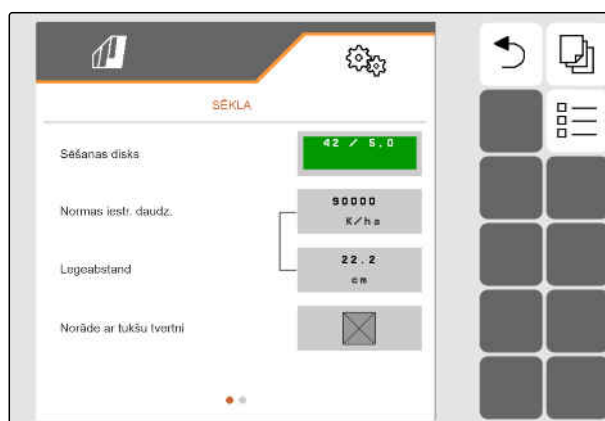 SĒKLA
Sēšanas disks
42 / 5.0
Normas iestr. daudz.
90000
K/ha
Legeabstand
22.2
cm
Norāde ar tukšu tvertni